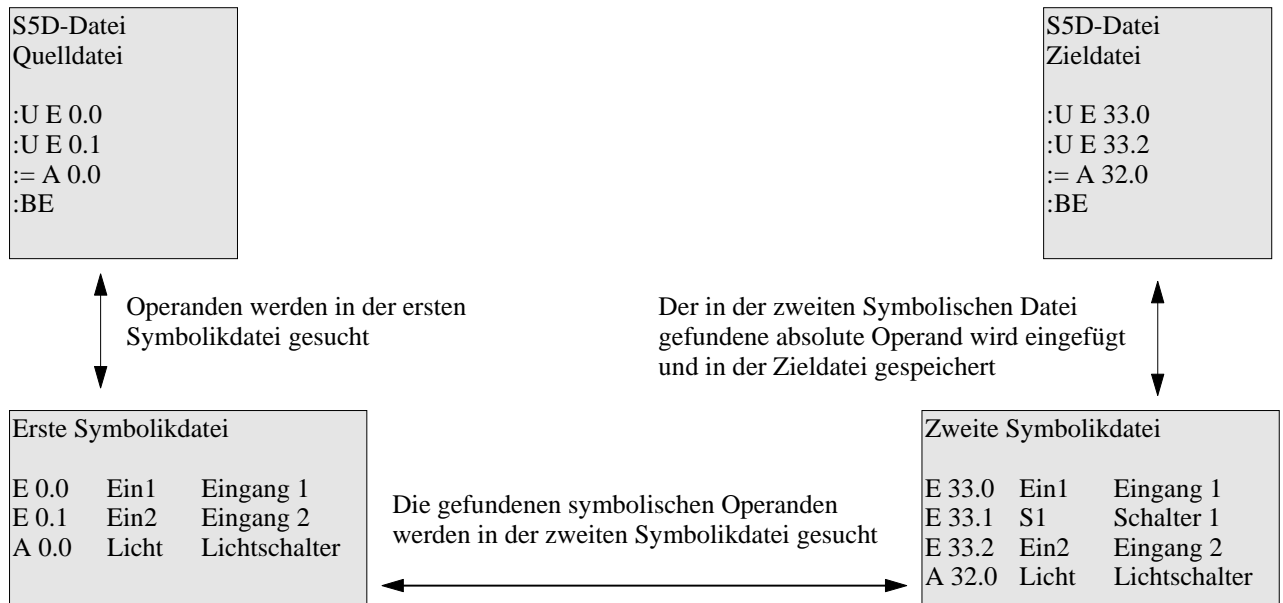 S5D-Datei
Quelldatei
:U E 0.0
:U E 0.1
:= A 0.0
:BE
S5D-Datei
Zieldatei
:U E 33.0
:U E 33.2
:= A 32.0
:BE
Operanden werden in der ersten
Symbolikdatei gesucht
Der in der zweiten Symbolischen Datei
gefundene absolute Operand wird eingefügt
und in der Zieldatei gespeichert
Erste Symbolikdatei
E 0.0 Ein1 Eingang 1
E 0.1 Ein2 Eingang 2
A 0.0 Licht Lichtschalter
Die gefundenen symbolischen Operanden
werden in der zweiten Symbolikdatei gesucht
Zweite Symbolikdatei
E 33.0 Ein1 Eingang 1
E 33.1 S1 Schalter 1
E 33.2 Ein2 Eingang 2
A 32.0 Licht Lichtschalter